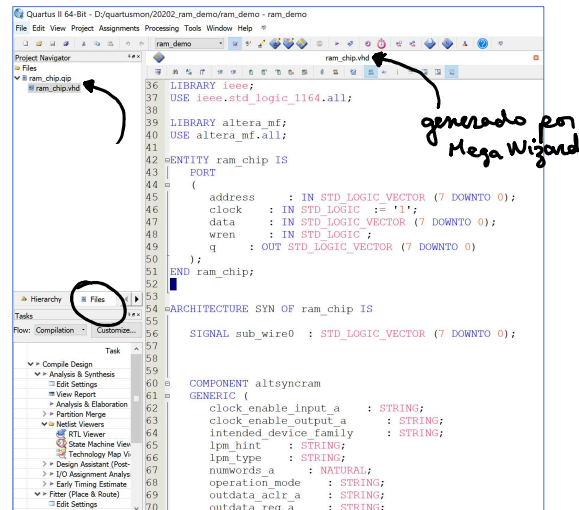 Quartus II 64-Bit - D:/quartusmon/20202_ram_demo/ram_demo - ram_demo
File Edit View Project Assignments Processing Tools Window Help
ram_demo
Project Navigator
Files
ram_chip.qip
ram_chip.vhd
ram_chip.vhd
generado por
Mega Wizard
36 LIBRARY ieee;
37 USE ieee.std_logic_1164.all;
38
39 LIBRARY altera_mf;
40 USE altera_mf.all;
41
42 ENTITY ram_chip IS
43 PORT
44 (
45 address : IN STD_LOGIC_VECTOR (7 DOWNTO 0);
46 clock : IN STD_LOGIC := '1';
47 data : IN STD_LOGIC_VECTOR (7 DOWNTO 0);
48 wren : IN STD_LOGIC ;
49 q : OUT STD_LOGIC_VECTOR (7 DOWNTO 0)
50 );
51 END ram_chip;
52
53
54 ARCHITECTURE SYN OF ram_chip IS
55
56 SIGNAL sub_wire0 : STD_LOGIC_VECTOR (7 DOWNTO 0);
57
58
59
60 COMPONENT altsyncram
61 GENERIC (
62 clock_enable_input_a : STRING;
63 clock_enable_output_a : STRING;
64 intended_device_family : STRING;
65 lpm_hint : STRING;
66 lpm_type : STRING;
67 numwords_a : NATURAL;
68 operation_mode : STRING;
69 outdata_aclr_a : STRING;
70 outdata_reg_a : STRING;
Hierarchy Files
Tasks
Flow: Compilation Customize...
Task
Compile Design
Analysis & Synthesis
Edit Settings
View Report
Analysis & Elaboration
Partition Merge
Netlist Viewers
RTL Viewer
State Machine View
Technology Map Vi
Design Assistant (Post-
I/O Assignment Analys
Early Timing Estimate
Fitter (Place & Route)
Edit Settings